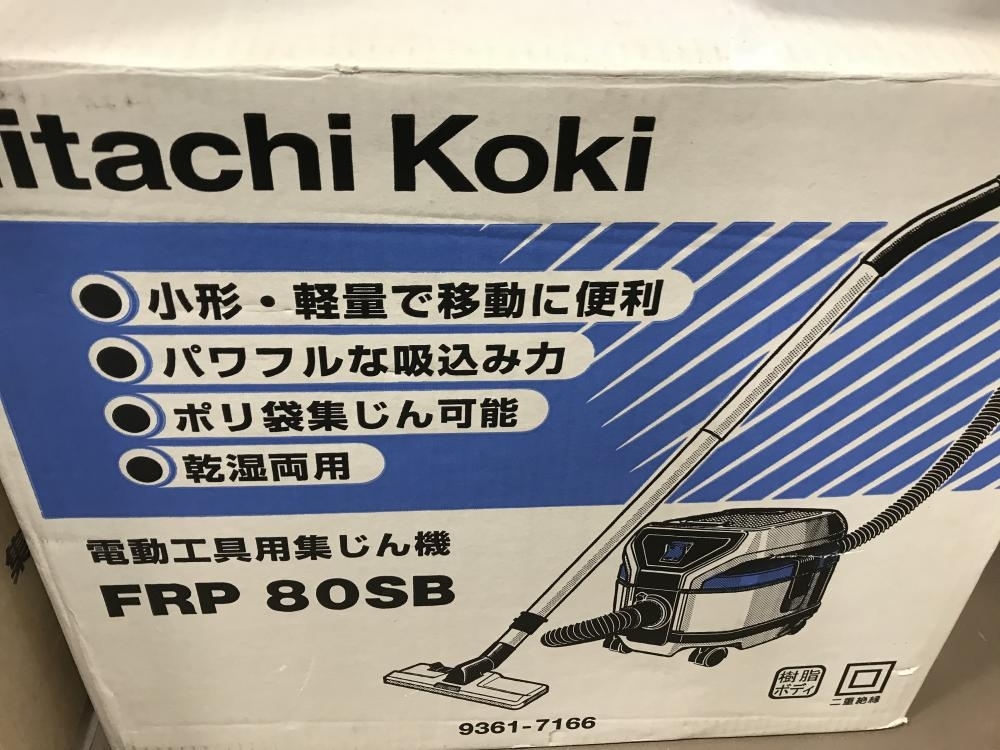 Hitachi Koki
小形・軽量で移動に便利
パワフルな吸込み力
ポリ袋集じん可能
乾湿両用
電動工具用集じん機
FRP 80SB
樹脂
ボディ
二重絶縁
9361-7166